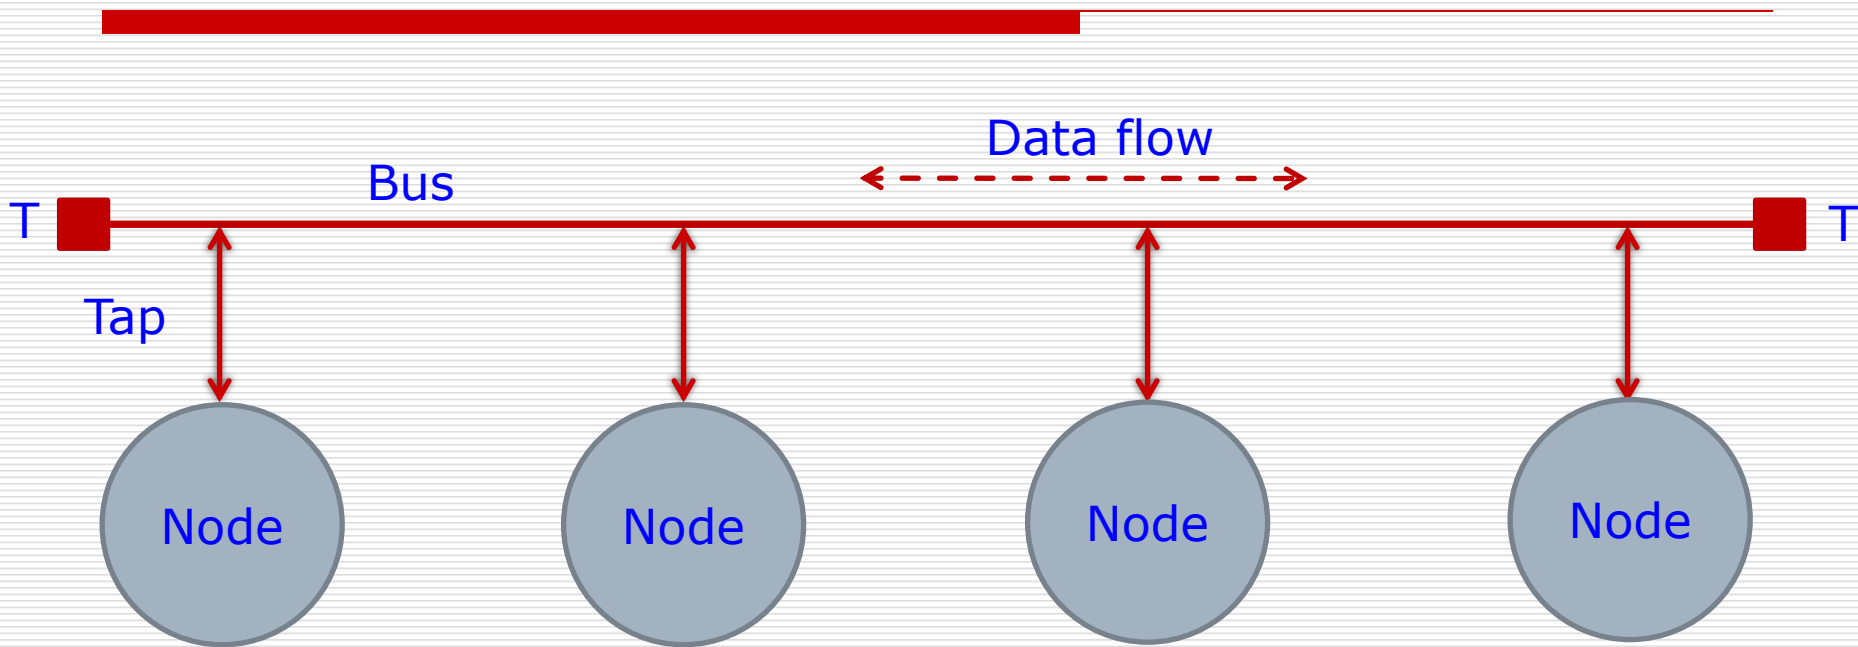 Data flow
Bus
T
T
Tap
Node
Node
Node
Node